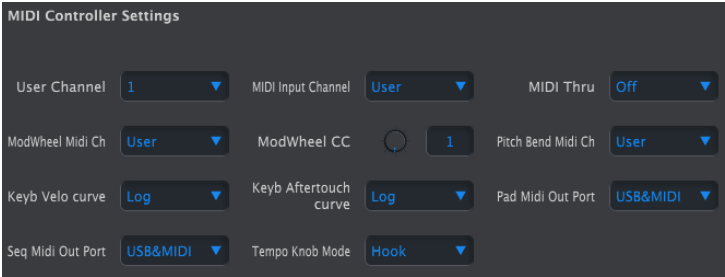 MIDI Controller Settings
User Channel 1 MIDI Input Channel User MIDI Thru Off
ModWheel Midi Ch User ModWheel CC 1 Pitch Bend Midi Ch User
Keyb Velo curve Log Keyb Aftertouch curve Log Pad Midi Out Port USB&MIDI
Seq Midi Out Port USB&MIDI Tempo Knob Mode Hook